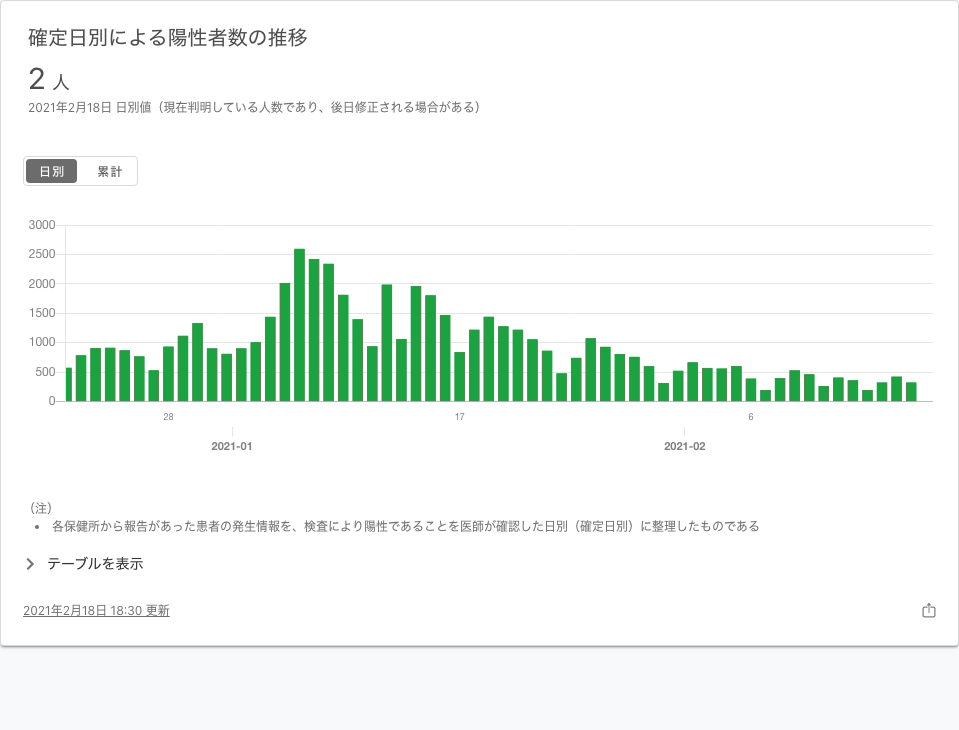 確定日別による陽性者数の推移
2 人
2021年2月18日 日別値（現在判明している人数であり、後日修正される場合がある）
日別 累計
3000
2500
2000
1500
1000
500
0
28 17 6
2021-01 2021-02
（注）
• 各保健所から報告があった患者の発生情報を、検査により陽性であることを医師が確認した日別（確定日別）に整理したものである
テーブルを表示
2021年2月18日 18:30 更新